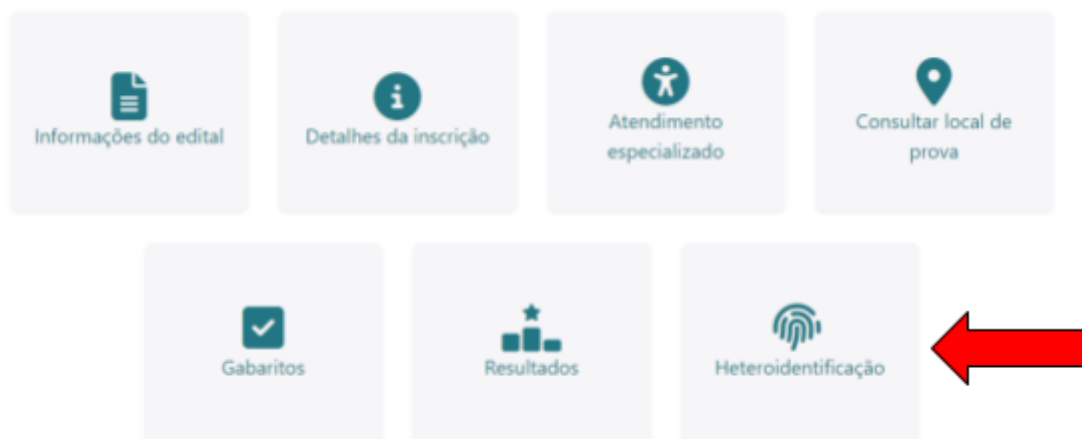 Informações do edital
Detalhes da inscrição
Atendimento
especializado
Consultar local de
prova
Gabaritos
Resultados
Heteroidentificação